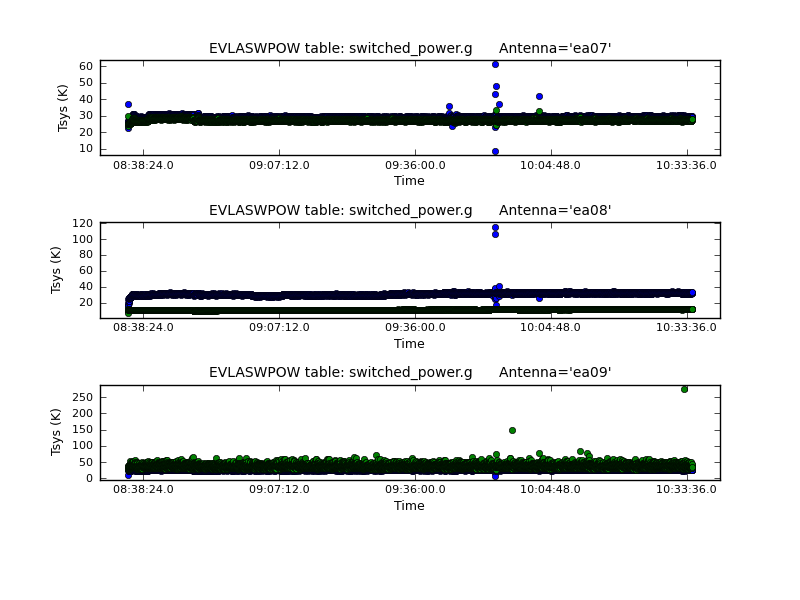 EVLASWPOW table: switched_power.g Antenna='ea07'
60
50
40
30
20
10
Tsys (K)
08:38:24.0 09:07:12.0 09:36:00.0 10:04:48.0 10:33:36.0
Time
EVLASWPOW table: switched_power.g Antenna='ea08'
120
100
80
60
40
20
Tsys (K)
08:38:24.0 09:07:12.0 09:36:00.0 10:04:48.0 10:33:36.0
Time
EVLASWPOW table: switched_power.g Antenna='ea09'
250
200
150
100
50
0
Tsys (K)
08:38:24.0 09:07:12.0 09:36:00.0 10:04:48.0 10:33:36.0
Time